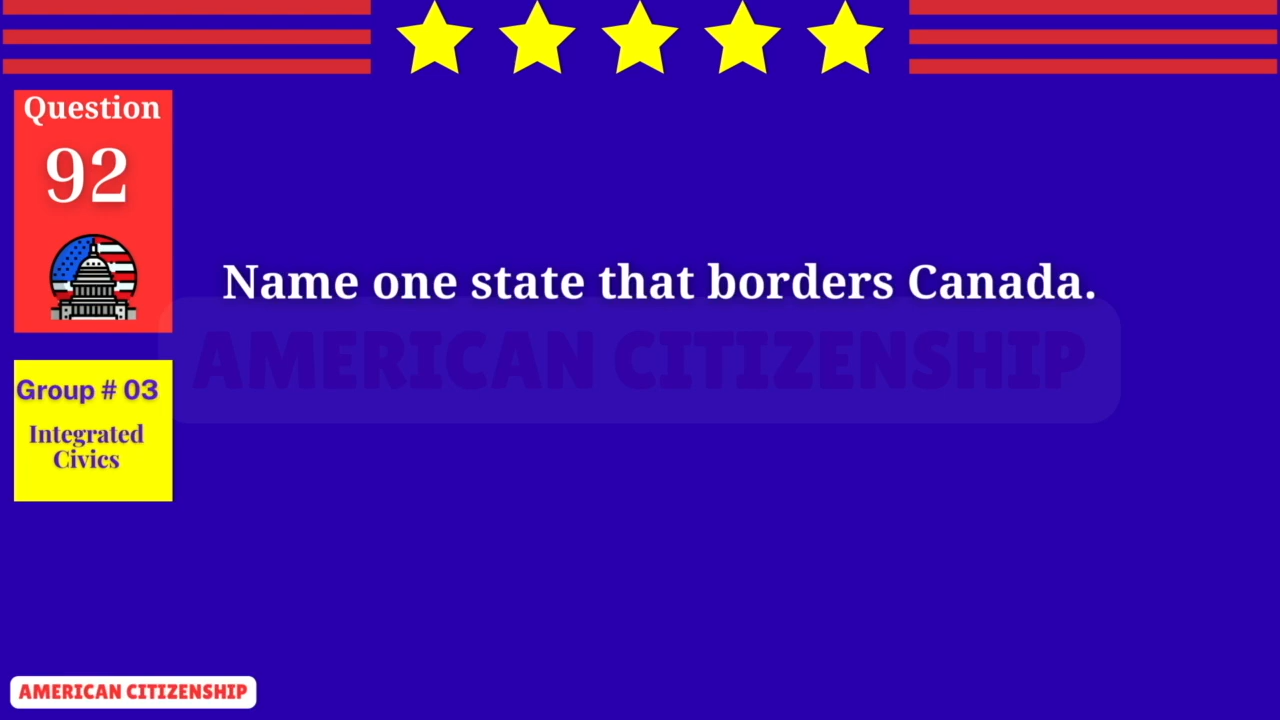 Question
92
Name one state that borders Canada.
AMERICAN CITIZENSHIP
Group # 03
Integrated
Civics
AMERICAN CITIZENSHIP